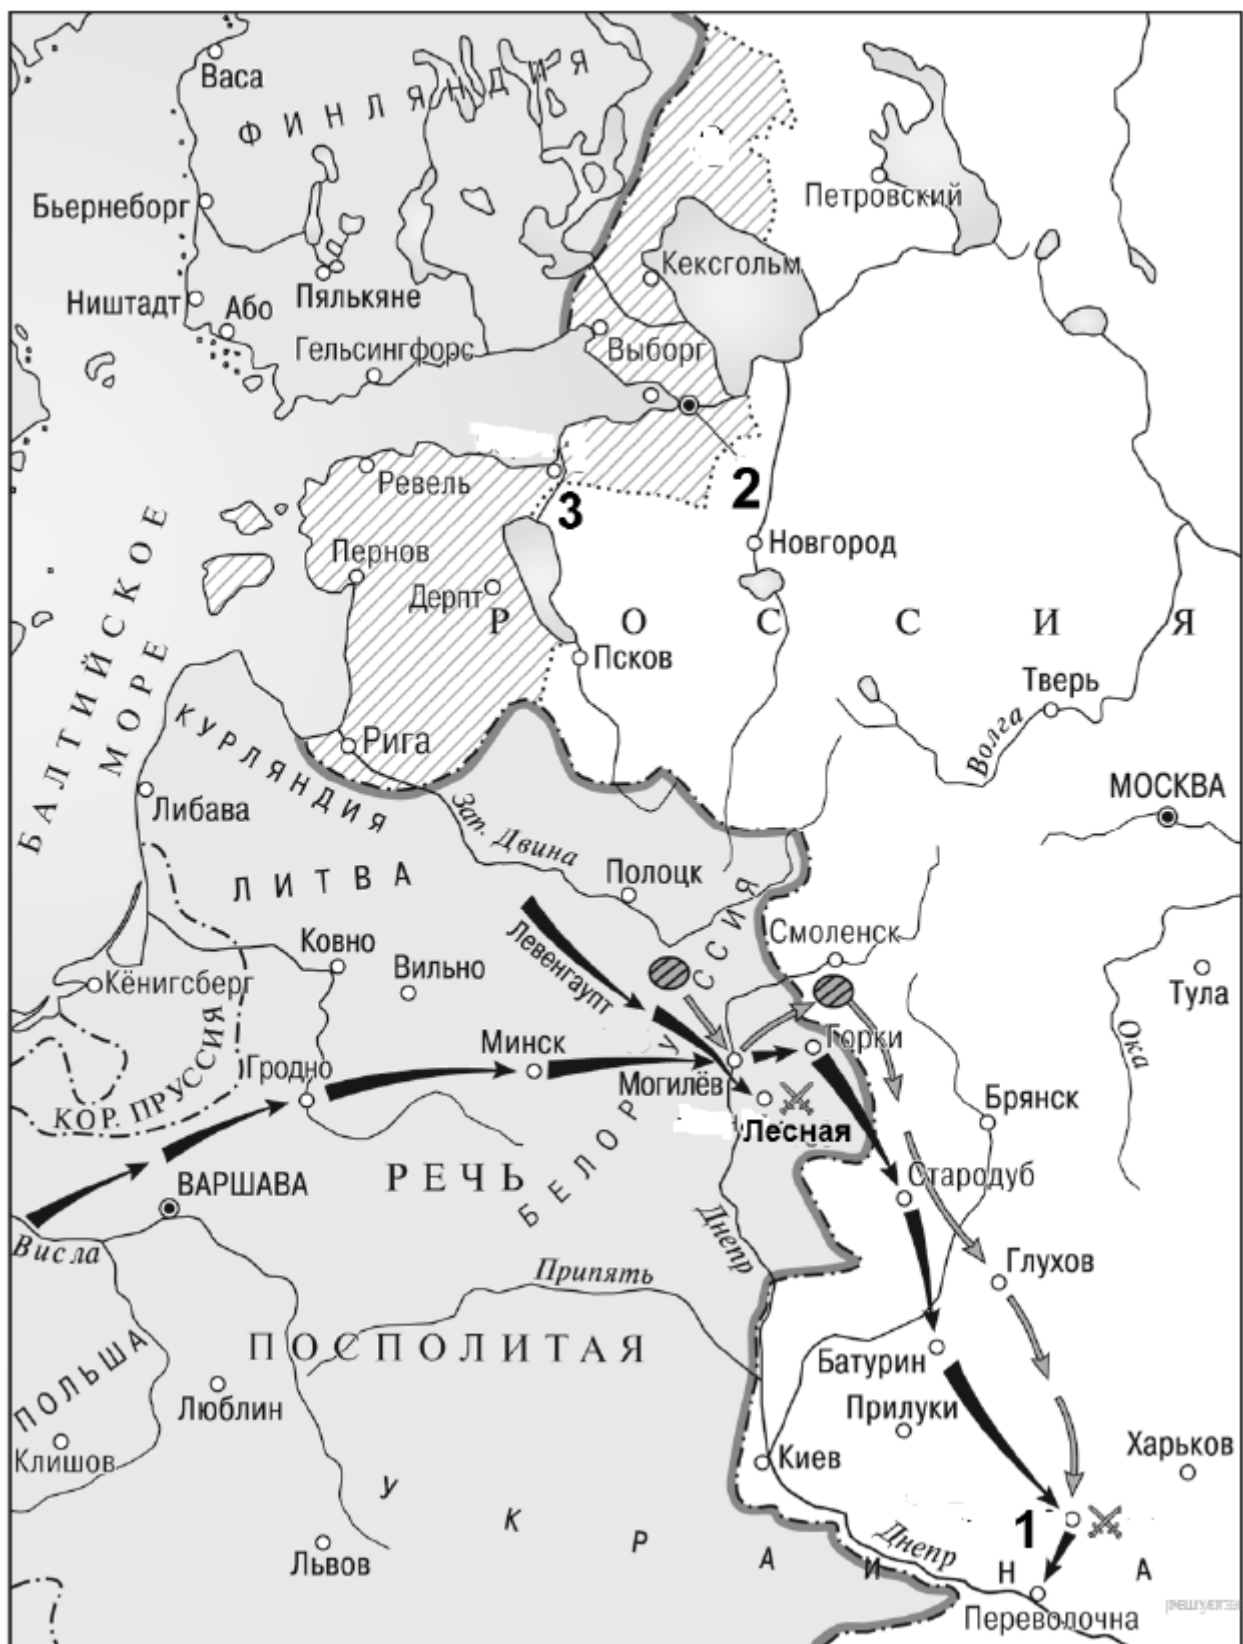 Васа
ФИНЛЯНДИЯ
Бьернеборг
Петровский
Кексгольм
Ништадт
Або
Пялькяне
Гельсингфорс
Выборг
Ревель
3
2
Новгород
Пернов
Дерпт
РОССИЯ
Псков
БАЛТИЙСКОЕ
МОРЕ
Тверь
Волга
КУРЛЯНДИЯ
Рига
МОСКВА
Либава
Зап. Двина
ЛИТВА
Полоцк
Смоленск
Ковно
Вильно
Левенгаупт
Кёнигсберг
Тула
Ока
Гродно
Минск
Горки
Могилёв
КОР. ПРУССИЯ
Брянск
Лесная
БЕЛОРУССИЯ
РЕЧЬ
ВАРШАВА
Стародуб
Висла
Днепр
Глухов
Припять
ПОСПОЛИТАЯ
Батурин
ПОЛЬША
Люблин
Прилуки
Клишов
Киев
Харьков
УКРАИНА
1
Львов
Днепр
Переволочна